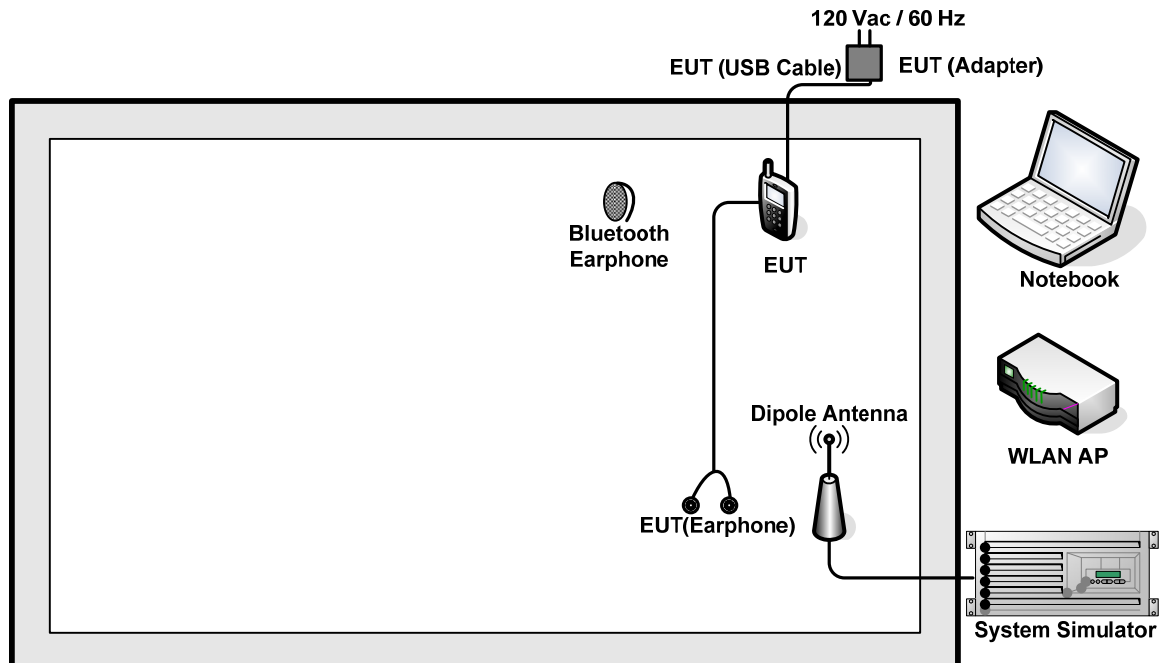 120 Vac / 60 Hz
EUT (USB Cable)
EUT (Adapter)
Bluetooth
Earphone
EUT
Notebook
Dipole Antenna
WLAN AP
EUT(Earphone)
System Simulator